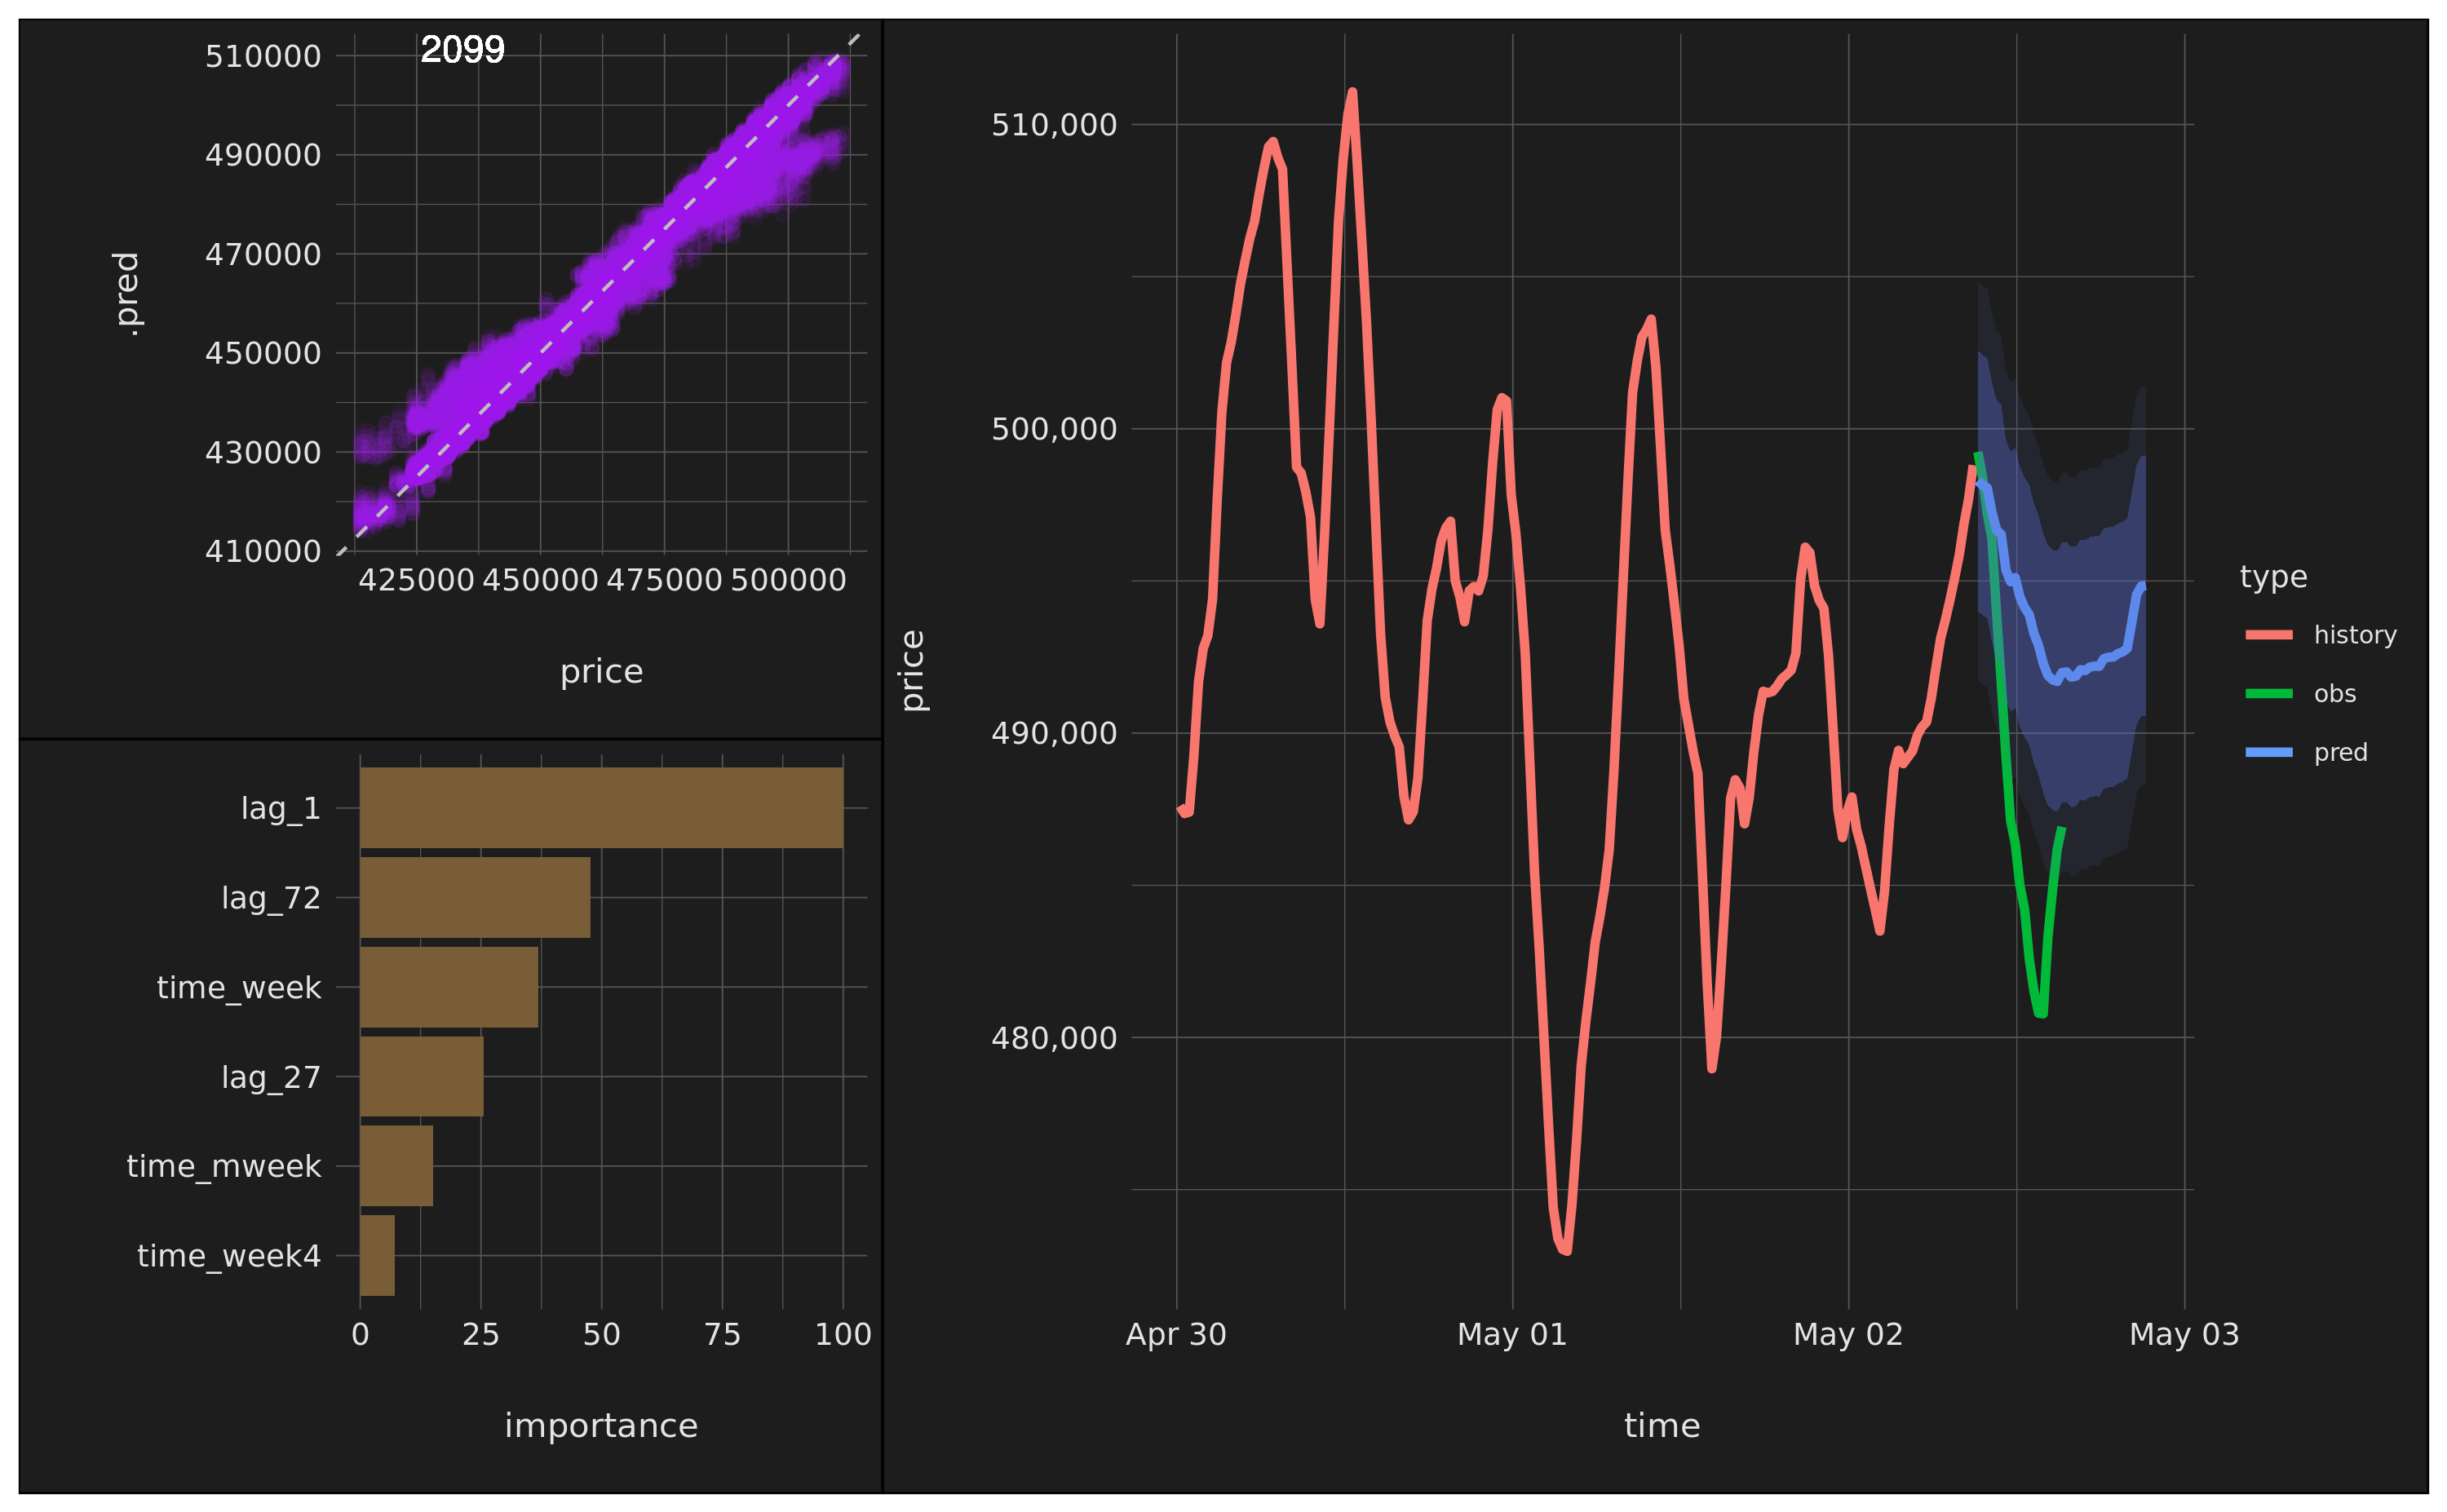 2099
510000
490000
470000
450000
430000
410000
.pred
425000 450000 475000 500000
price
lag_1
lag_72
time_week
lag_27
time_mweek
time_week4
0 25 50 75 100
importance
510,000
500,000
490,000
480,000
price
Apr 30 May 01 May 02 May 03
time
type
history
obs
pred